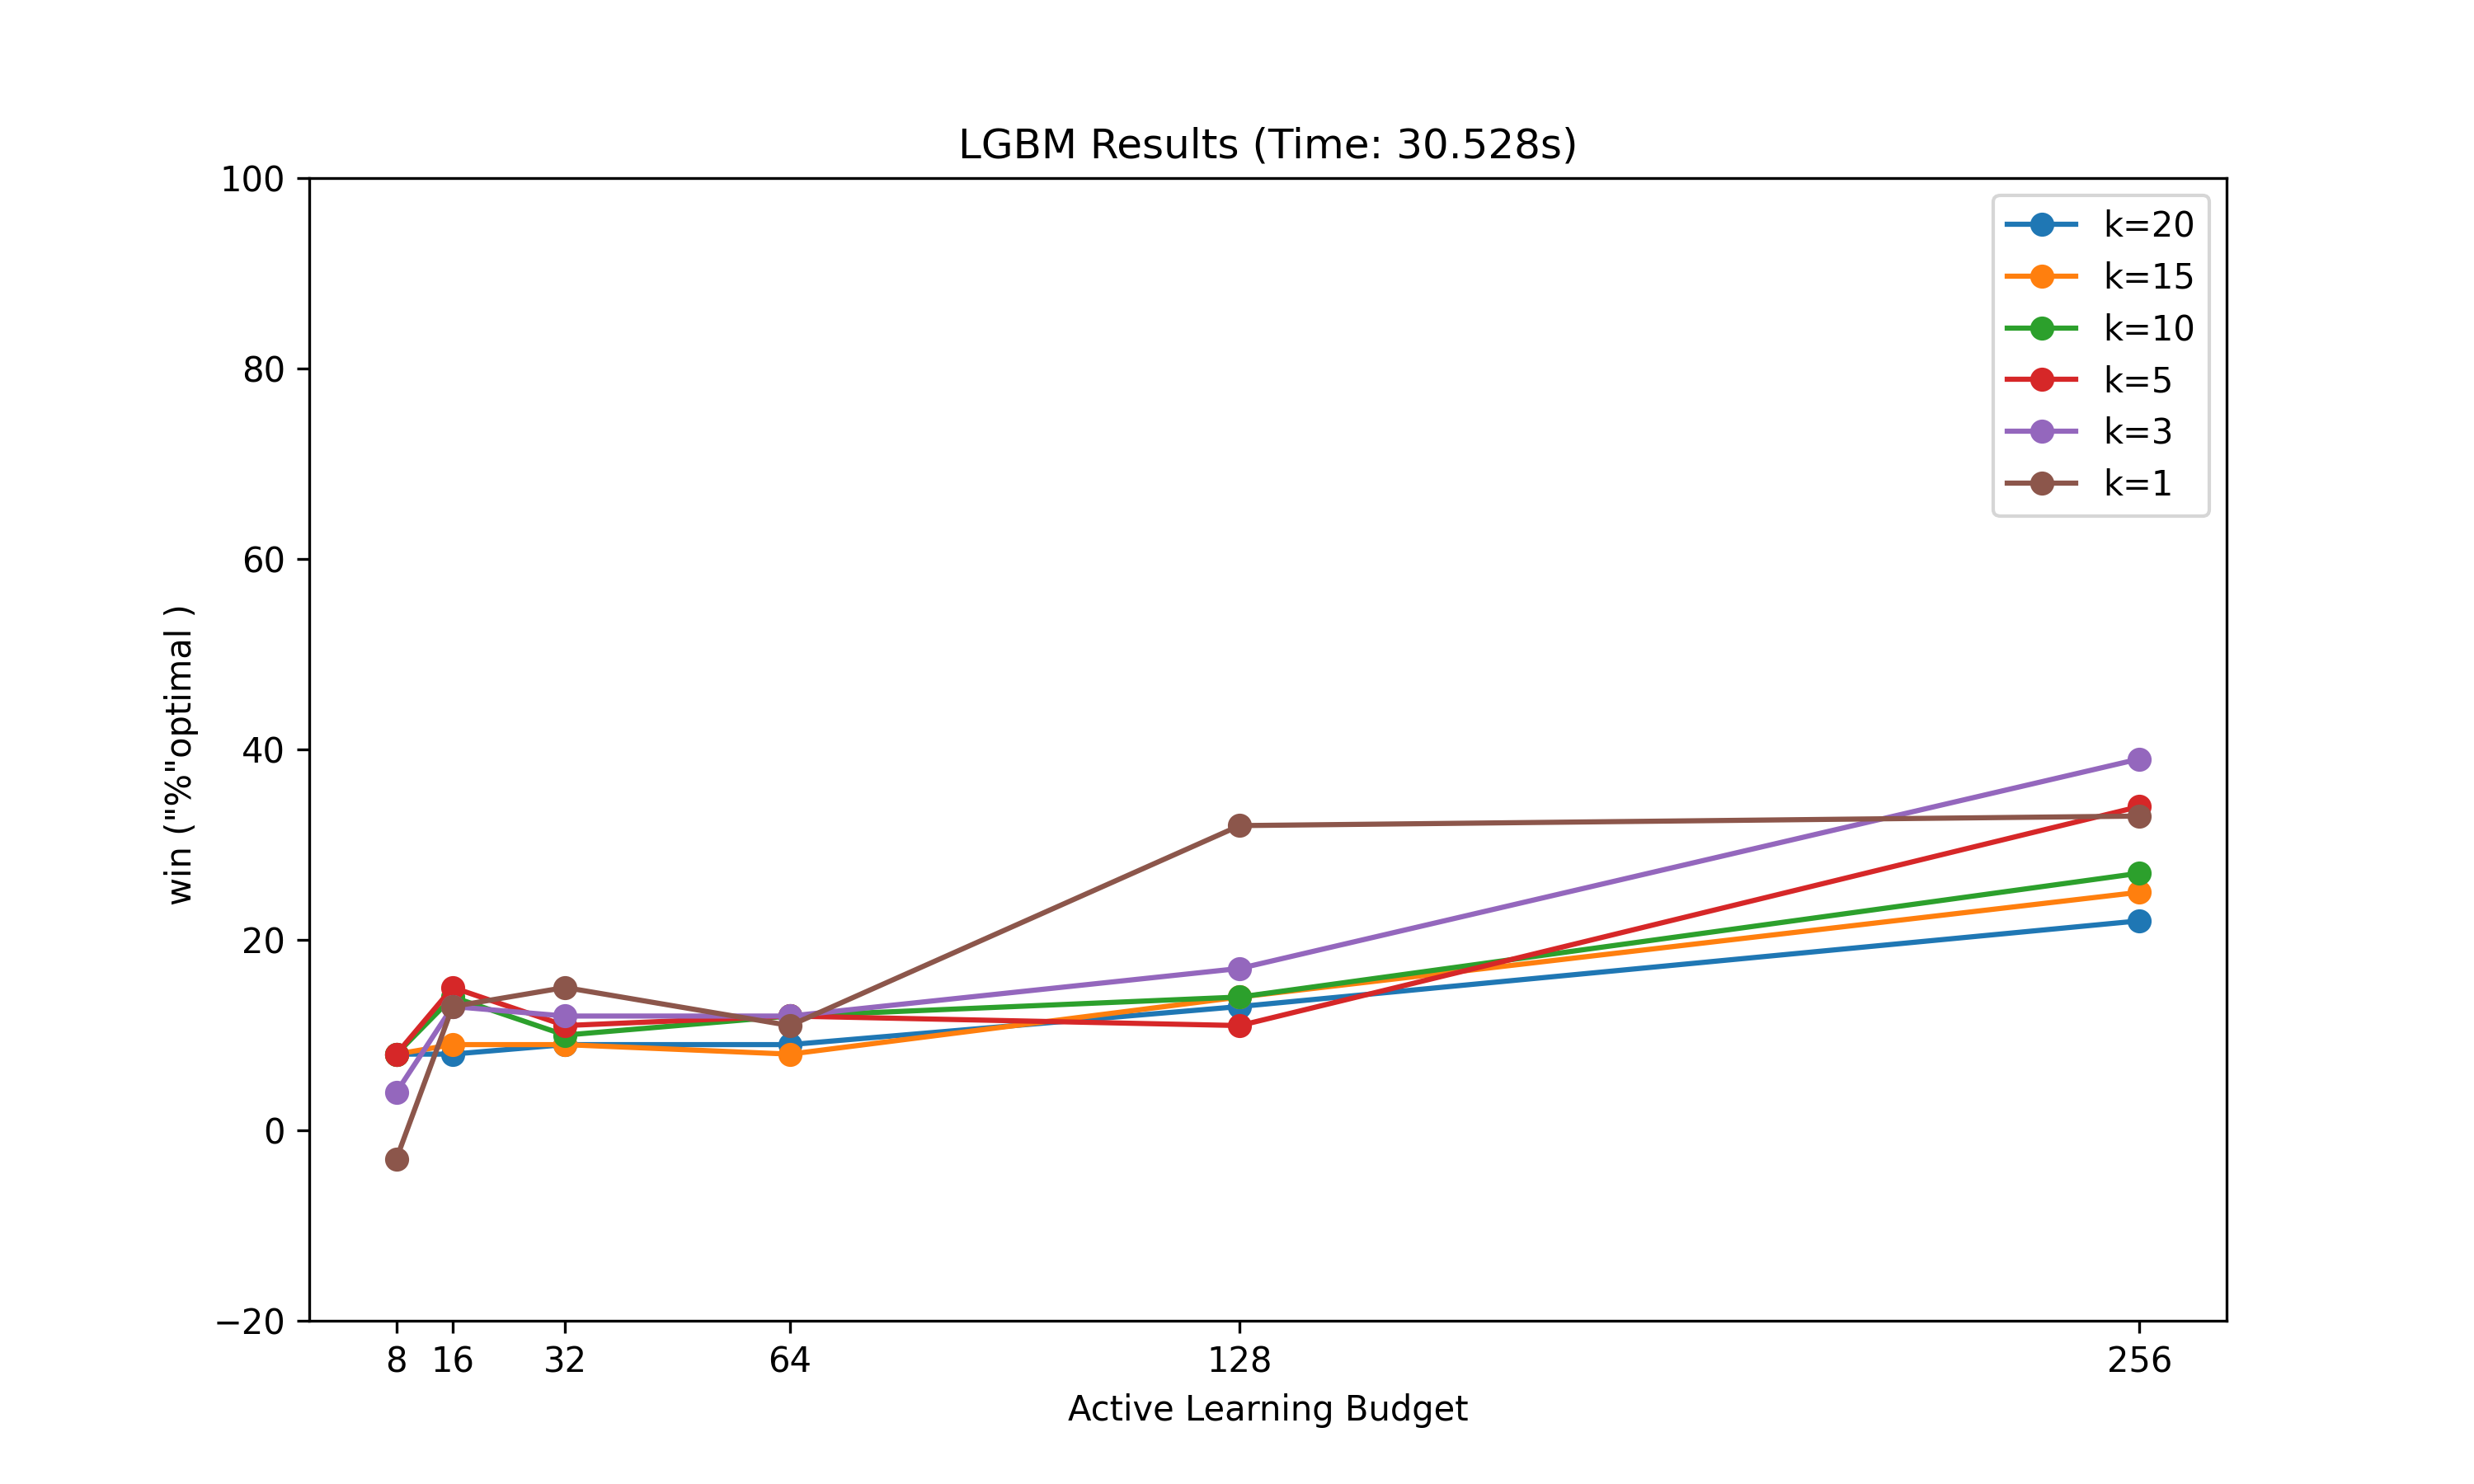 LGBM Results (Time: 30.528s)
100
80
60
40
20
0
−20
win ("%"optimal )
k=20
k=15
k=10
k=5
k=3
k=1
8 16 32 64 128 256
Active Learning Budget